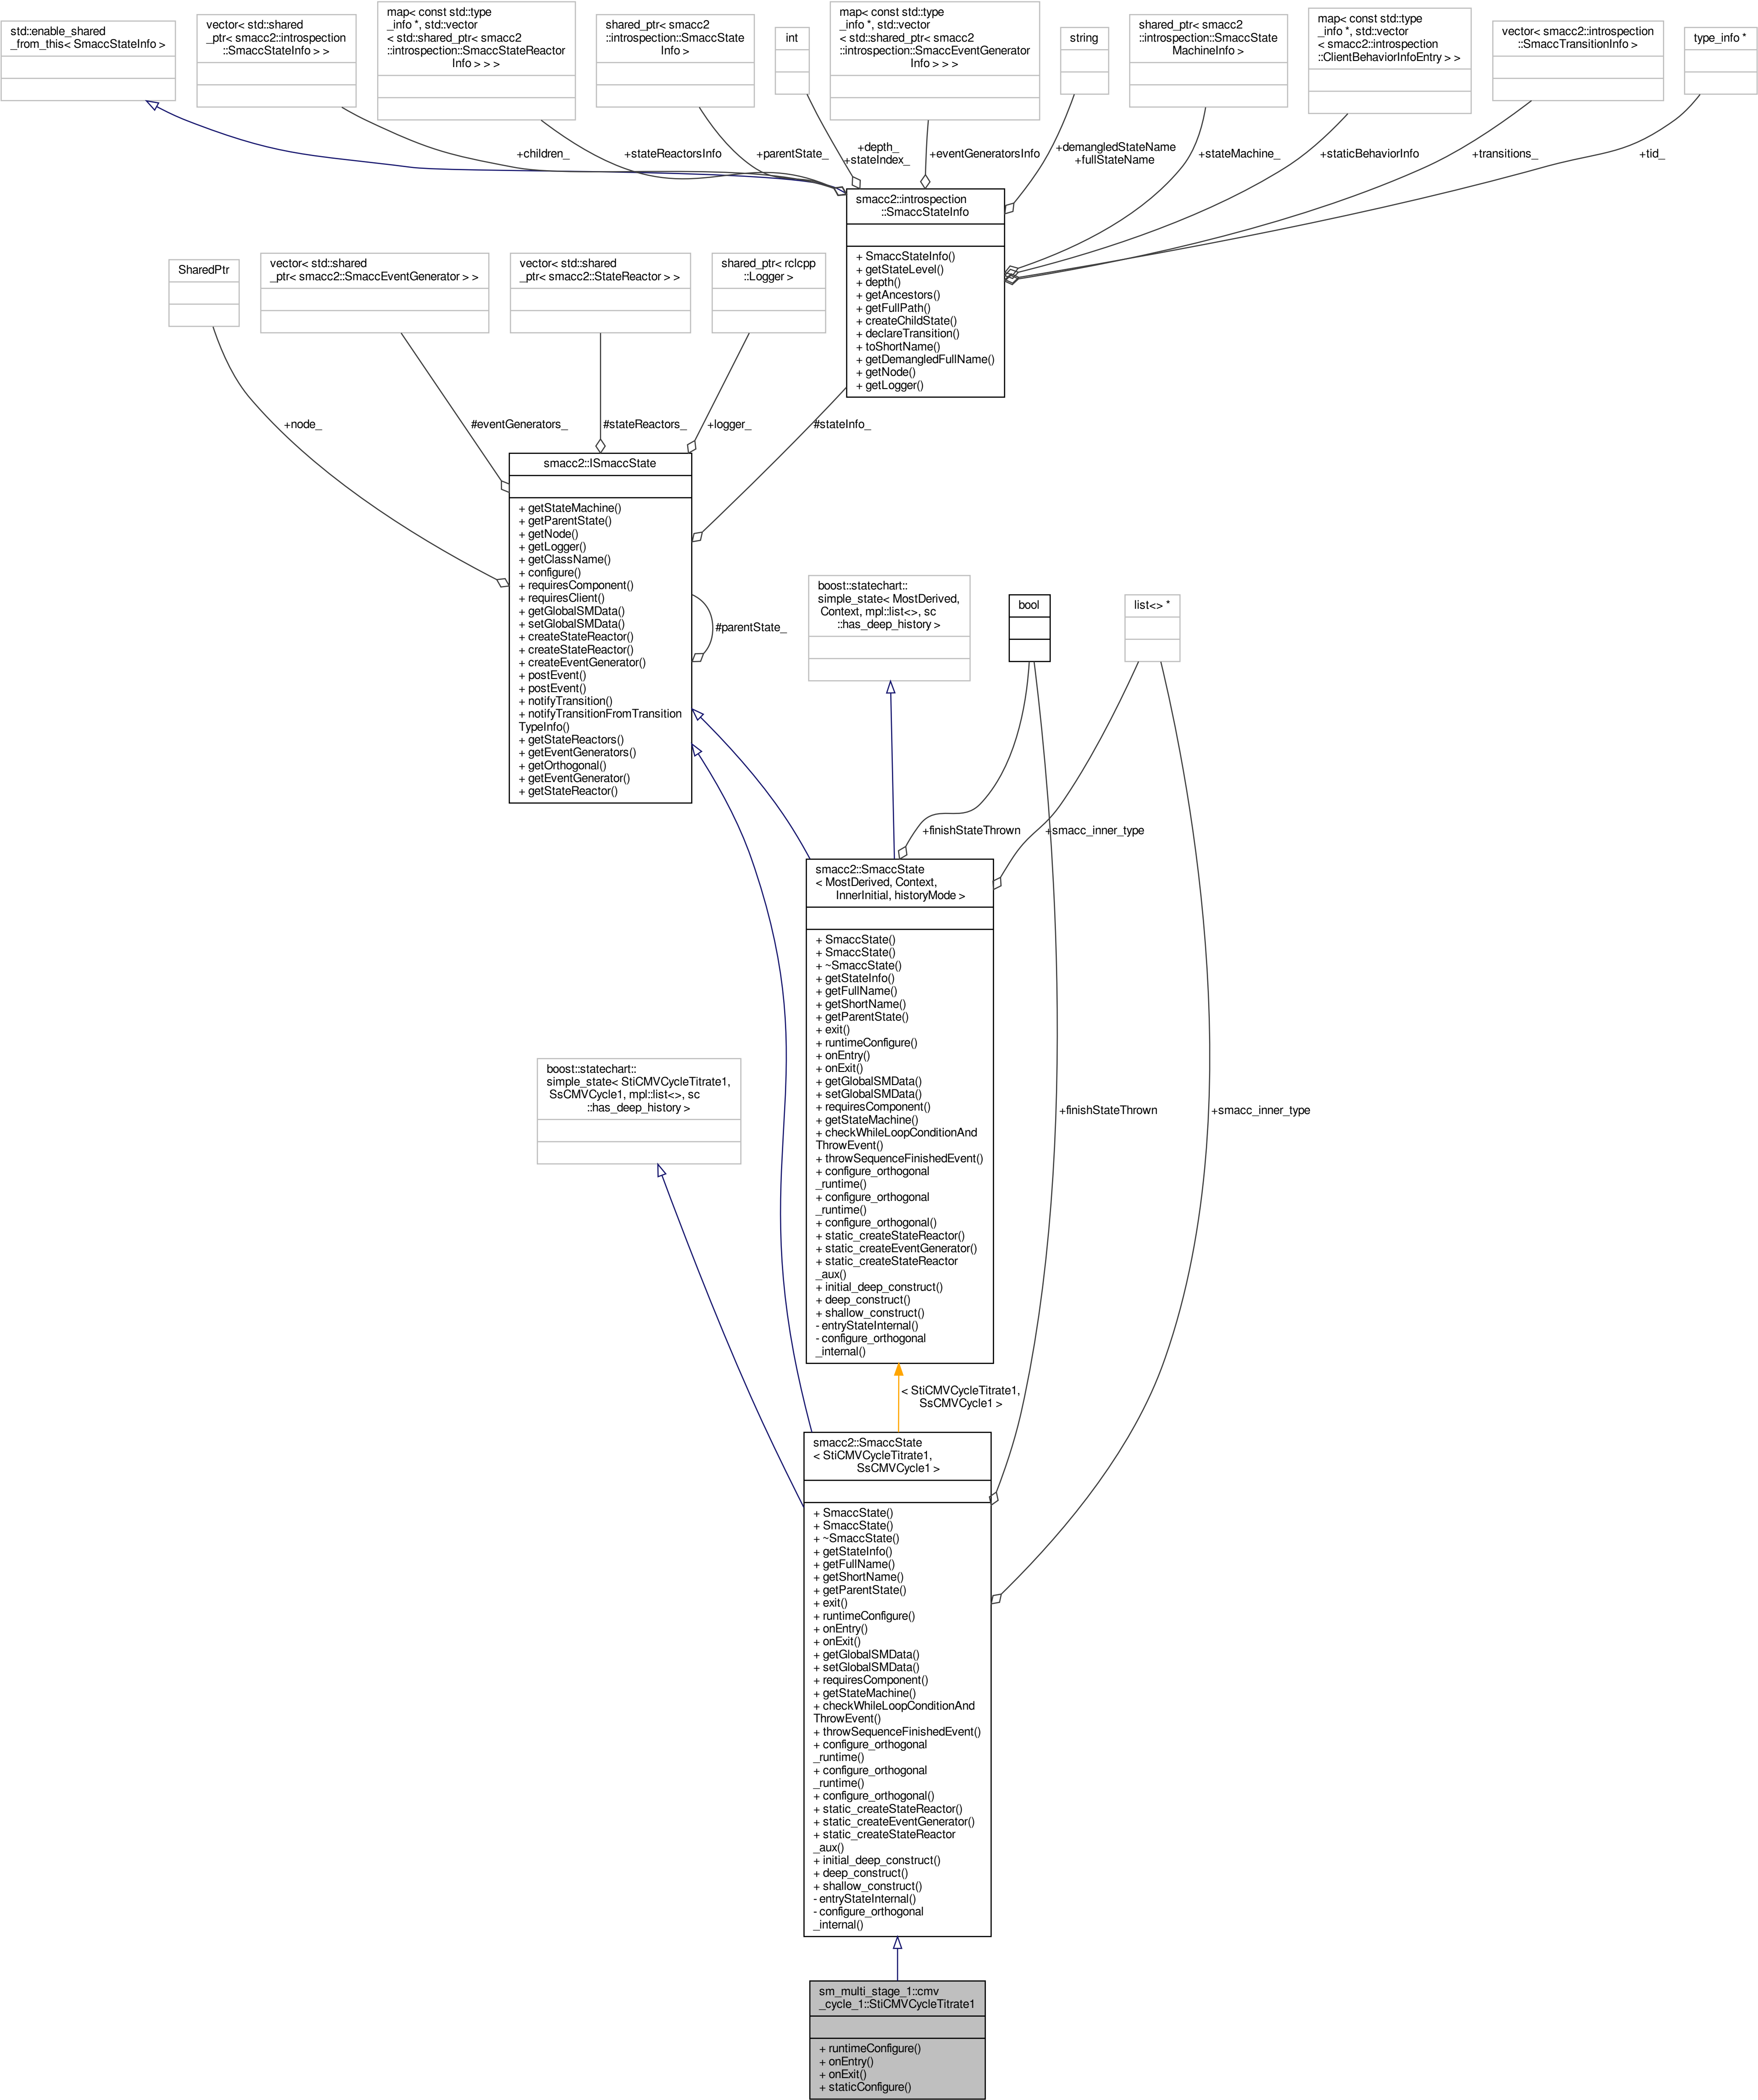 std::enable_shared
_from_this< SmaccStateInfo >
vector< std::shared
_ptr< smacc2::introspection
::SmaccStateInfo > >
map< const std::type
_info *, std::vector
< std::shared_ptr< smacc2
::introspection::SmaccStateReactor
Info > > >
shared_ptr< smacc2
::introspection::SmaccState
Info >
int
map< const std::type
_info *, std::vector
< std::shared_ptr< smacc2
::introspection::SmaccEventGenerator
Info > > >
string
shared_ptr< smacc2
::introspection::SmaccState
MachineInfo >
map< const std::type
_info *, std::vector
< smacc2::introspection
::ClientBehaviorInfoEntry > >
vector< smacc2::introspection
::SmaccTransitionInfo >
type_info *
+children_
+stateReactorsInfo
+parentState_
+depth_
+stateIndex_
+eventGeneratorsInfo
+demangledStateName
+fullStateName
+stateMachine_
+staticBehaviorInfo
+transitions_
+tid_
smacc2::introspection
::SmaccStateInfo
+ SmaccStateInfo()
+ getStateLevel()
+ depth()
+ getAncestors()
+ getFullPath()
+ createChildState()
+ declareTransition()
+ toShortName()
+ getDemangledFullName()
+ getNode()
+ getLogger()
SharedPtr
vector< std::shared
_ptr< smacc2::SmaccEventGenerator > >
vector< std::shared
_ptr< smacc2::StateReactor > >
shared_ptr< rclcpp
::Logger >
+node_
#eventGenerators_
#stateReactors_
+logger_
#stateInfo_
smacc2::ISmaccState
+ getStateMachine()
+ getParentState()
+ getNode()
+ getLogger()
+ getClassName()
+ configure()
+ requiresComponent()
+ requiresClient()
+ getGlobalSMData()
+ setGlobalSMData()
+ createStateReactor()
+ createStateReactor()
+ createEventGenerator()
+ postEvent()
+ postEvent()
+ notifyTransition()
+ notifyTransitionFromTransition
TypeInfo()
+ getStateReactors()
+ getEventGenerators()
+ getOrthogonal()
+ getEventGenerator()
+ getStateReactor()
#parentState_
boost::statechart::
simple_state< MostDerived,
Context, mpl::list<>, sc
::has_deep_history >
bool
list<> *
+finishStateThrown
+smacc_inner_type
smacc2::SmaccState
< MostDerived, Context,
InnerInitial, historyMode >
+ SmaccState()
+ SmaccState()
+ ~SmaccState()
+ getStateInfo()
+ getFullName()
+ getShortName()
+ getParentState()
+ exit()
+ runtimeConfigure()
+ onEntry()
+ onExit()
+ getGlobalSMData()
+ setGlobalSMData()
+ requiresComponent()
+ getStateMachine()
+ checkWhileLoopConditionAnd
ThrowEvent()
+ throwSequenceFinishedEvent()
+ configure_orthogonal
_runtime()
+ configure_orthogonal
_runtime()
+ configure_orthogonal()
+ static_createStateReactor()
+ static_createEventGenerator()
+ static_createStateReactor
_aux()
+ initial_deep_construct()
+ deep_construct()
+ shallow_construct()
- entryStateInternal()
- configure_orthogonal
_internal()
boost::statechart::
simple_state< StiCMVCycleTitrate1,
SsCMVCycle1, mpl::list<>, sc
::has_deep_history >
+finishStateThrown
+smacc_inner_type
< StiCMVCycleTitrate1,
SsCMVCycle1 >
smacc2::SmaccState
< StiCMVCycleTitrate1,
SsCMVCycle1 >
+ SmaccState()
+ SmaccState()
+ ~SmaccState()
+ getStateInfo()
+ getFullName()
+ getShortName()
+ getParentState()
+ exit()
+ runtimeConfigure()
+ onEntry()
+ onExit()
+ getGlobalSMData()
+ setGlobalSMData()
+ requiresComponent()
+ getStateMachine()
+ checkWhileLoopConditionAnd
ThrowEvent()
+ throwSequenceFinishedEvent()
+ configure_orthogonal
_runtime()
+ configure_orthogonal
_runtime()
+ configure_orthogonal()
+ static_createStateReactor()
+ static_createEventGenerator()
+ static_createStateReactor
_aux()
+ initial_deep_construct()
+ deep_construct()
+ shallow_construct()
- entryStateInternal()
- configure_orthogonal
_internal()
sm_multi_stage_1::cmv
_cycle_1::StiCMVCycleTitrate1
+ runtimeConfigure()
+ onEntry()
+ onExit()
+ staticConfigure()